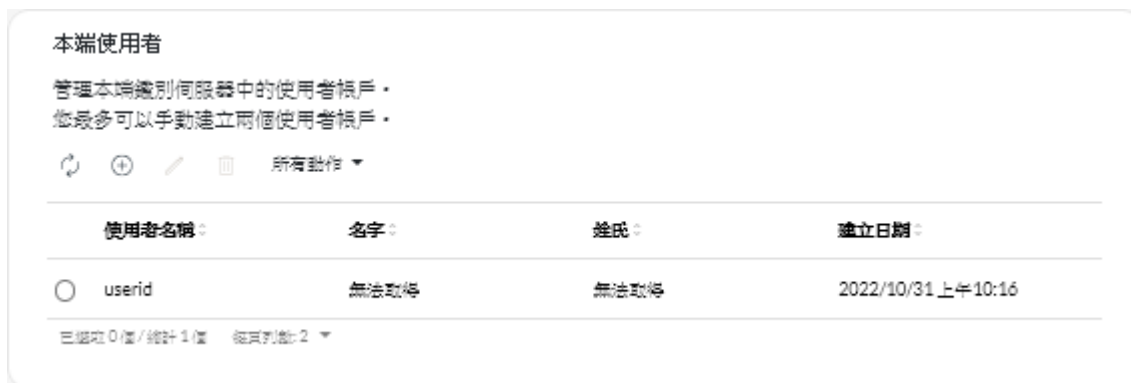 本端使用者
管理本端鑑別伺服器中的使用者帳戶。
您最多可以手動建立兩個使用者帳戶。
所有動作
使用者名稱 名字 姓氏 建立日期
userid 無法取得 無法取得 2022/10/31 上午10:16
已選取 0 個 / 總計 1 個 每頁列數: 2